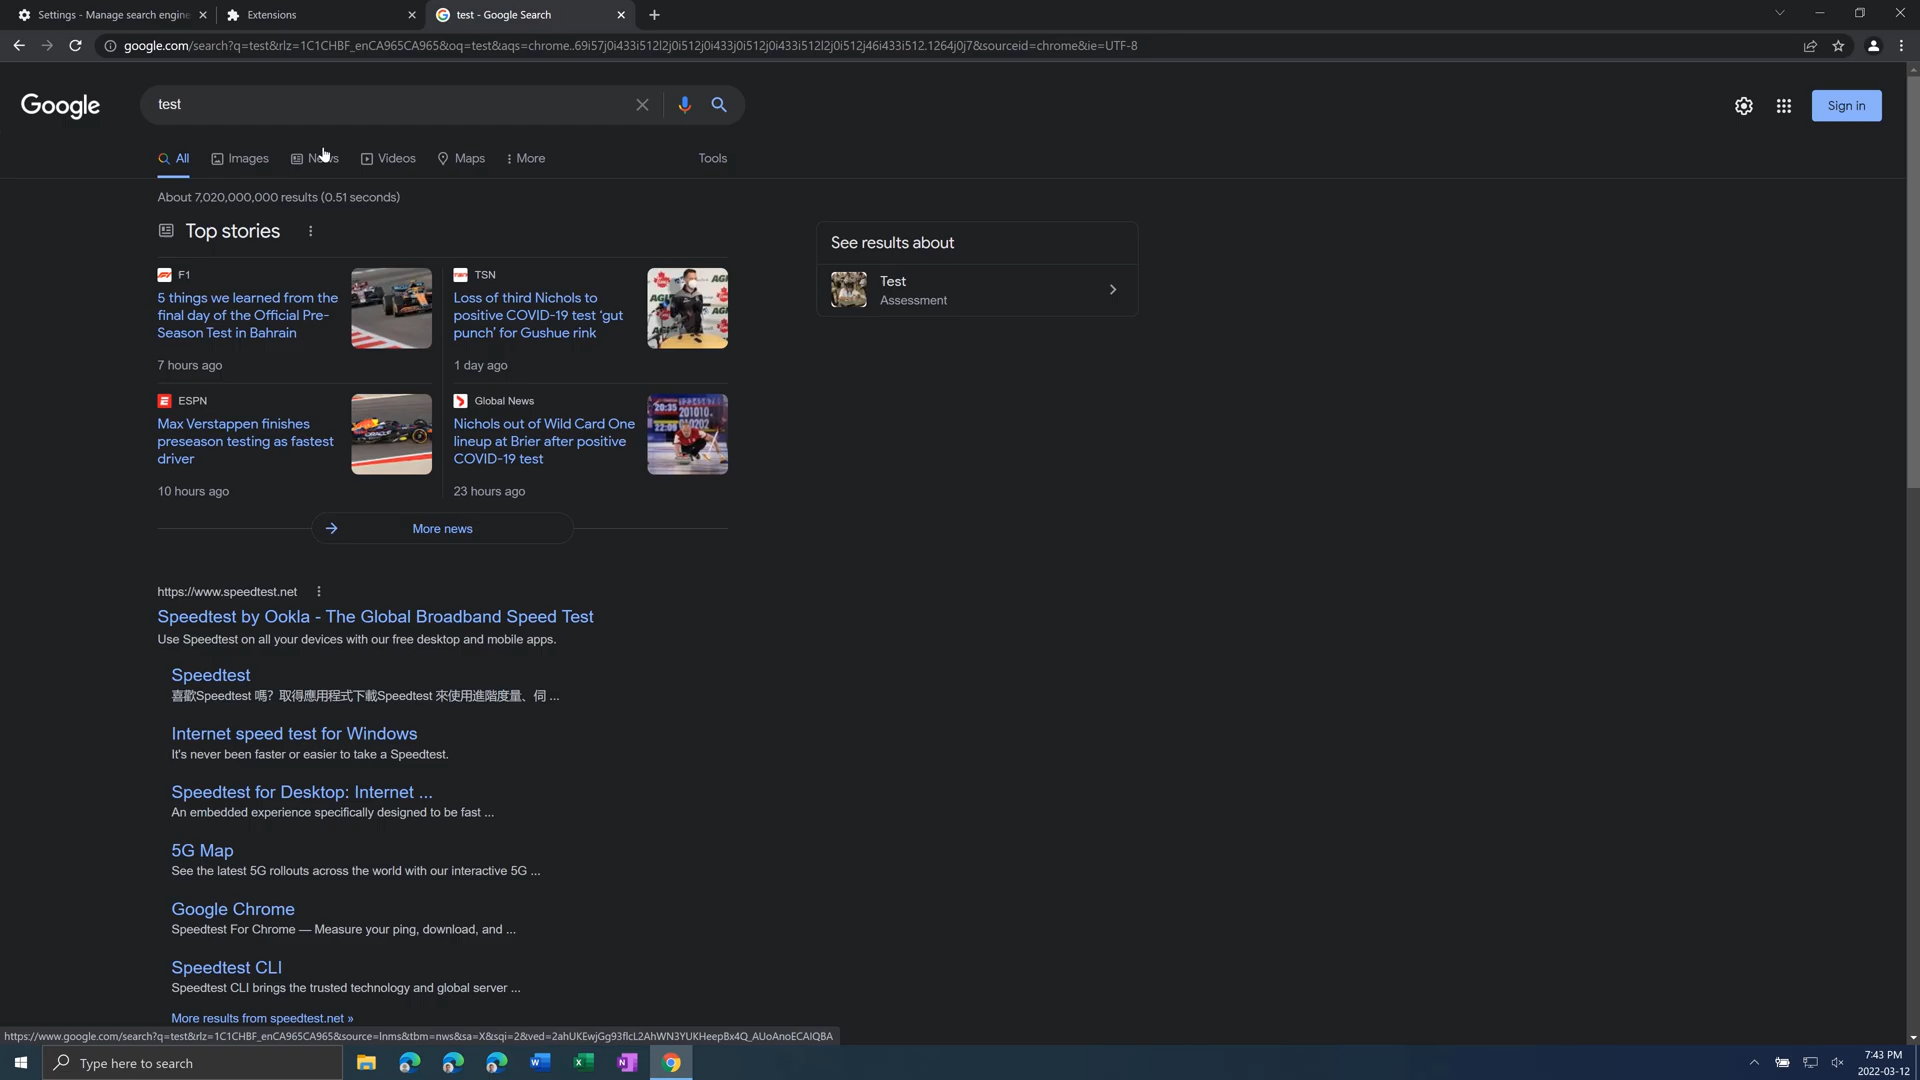 Settings - Manage search engine
Extensions
test - Google Search
google.com/search?q=test&rlz=1C1CHBF_enCA965CA965&oq=test&aqs=chrome..69i57j0i433i512l2j0i512j0i433j0i512j0i433i512l2j0i512j46i433i512.1264j0j7&sourceid=chrome&ie=UTF-8
Google
test
Sign in
All
Images
News
Videos
Maps
More
Tools
About 7,020,000,000 results (0.51 seconds)
Top stories
F1
5 things we learned from the
final day of the Official Pre-
Season Test in Bahrain
7 hours ago
TSN
Loss of third Nichols to
positive COVID-19 test ‘gut
punch’ for Gushue rink
1 day ago
ESPN
Max Verstappen finishes
preseason testing as fastest
driver
10 hours ago
Global News
Nichols out of Wild Card One
lineup at Brier after positive
COVID-19 test
23 hours ago
More news
See results about
Test
Assessment
https://www.speedtest.net
Speedtest by Ookla - The Global Broadband Speed Test
Use Speedtest on all your devices with our free desktop and mobile apps.
Speedtest
喜歡Speedtest 嗎? 取得應用程式下載Speedtest 來使用進階度量、伺 ...
Internet speed test for Windows
It's never been faster or easier to take a Speedtest.
Speedtest for Desktop: Internet ...
An embedded experience specifically designed to be fast ...
5G Map
See the latest 5G rollouts across the world with our interactive 5G ...
Google Chrome
Speedtest For Chrome — Measure your ping, download, and ...
Speedtest CLI
Speedtest CLI brings the trusted technology and global server ...
More results from speedtest.net »
Type here to search
7:43 PM
2022-03-12